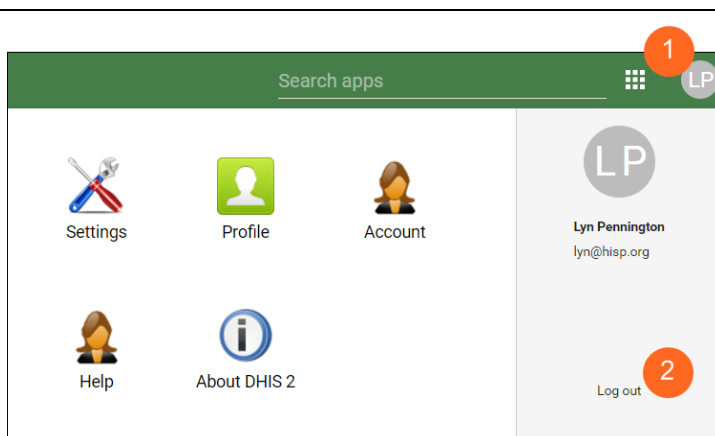 1
Search apps
LP
LP
Settings
Profile
Account
Lyn Pennington
lyn@hisp.org
Help
About DHIS 2
2
Log out